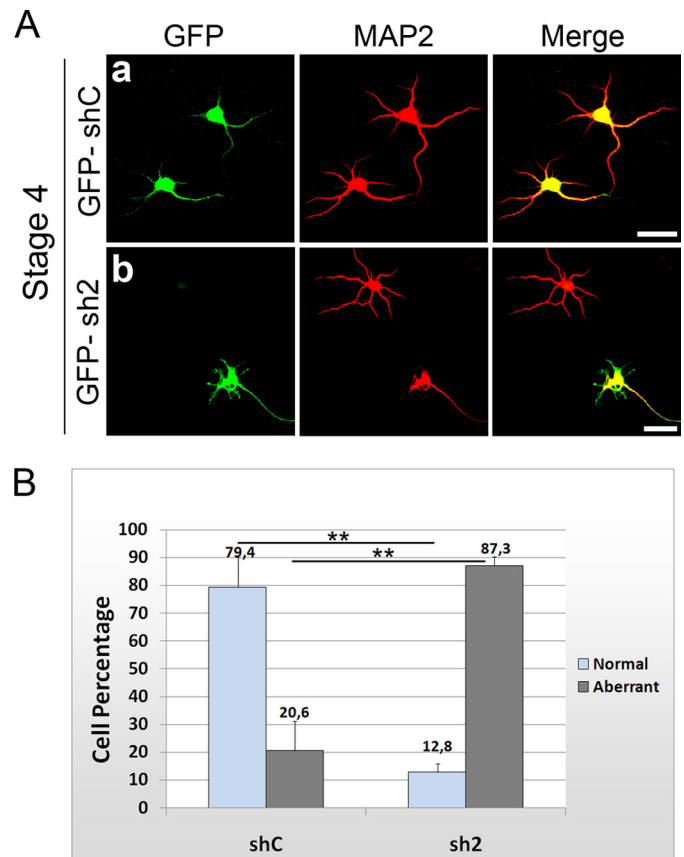 A
GFP MAP2 Merge
Stage 4
GFP- shC
a
GFP- sh2
b
B
Cell Percentage
100
90
80
70
60
50
40
30
20
10
0
79,4
**
20,6
**
12,8
87,3
shC sh2
Normal
Aberrant